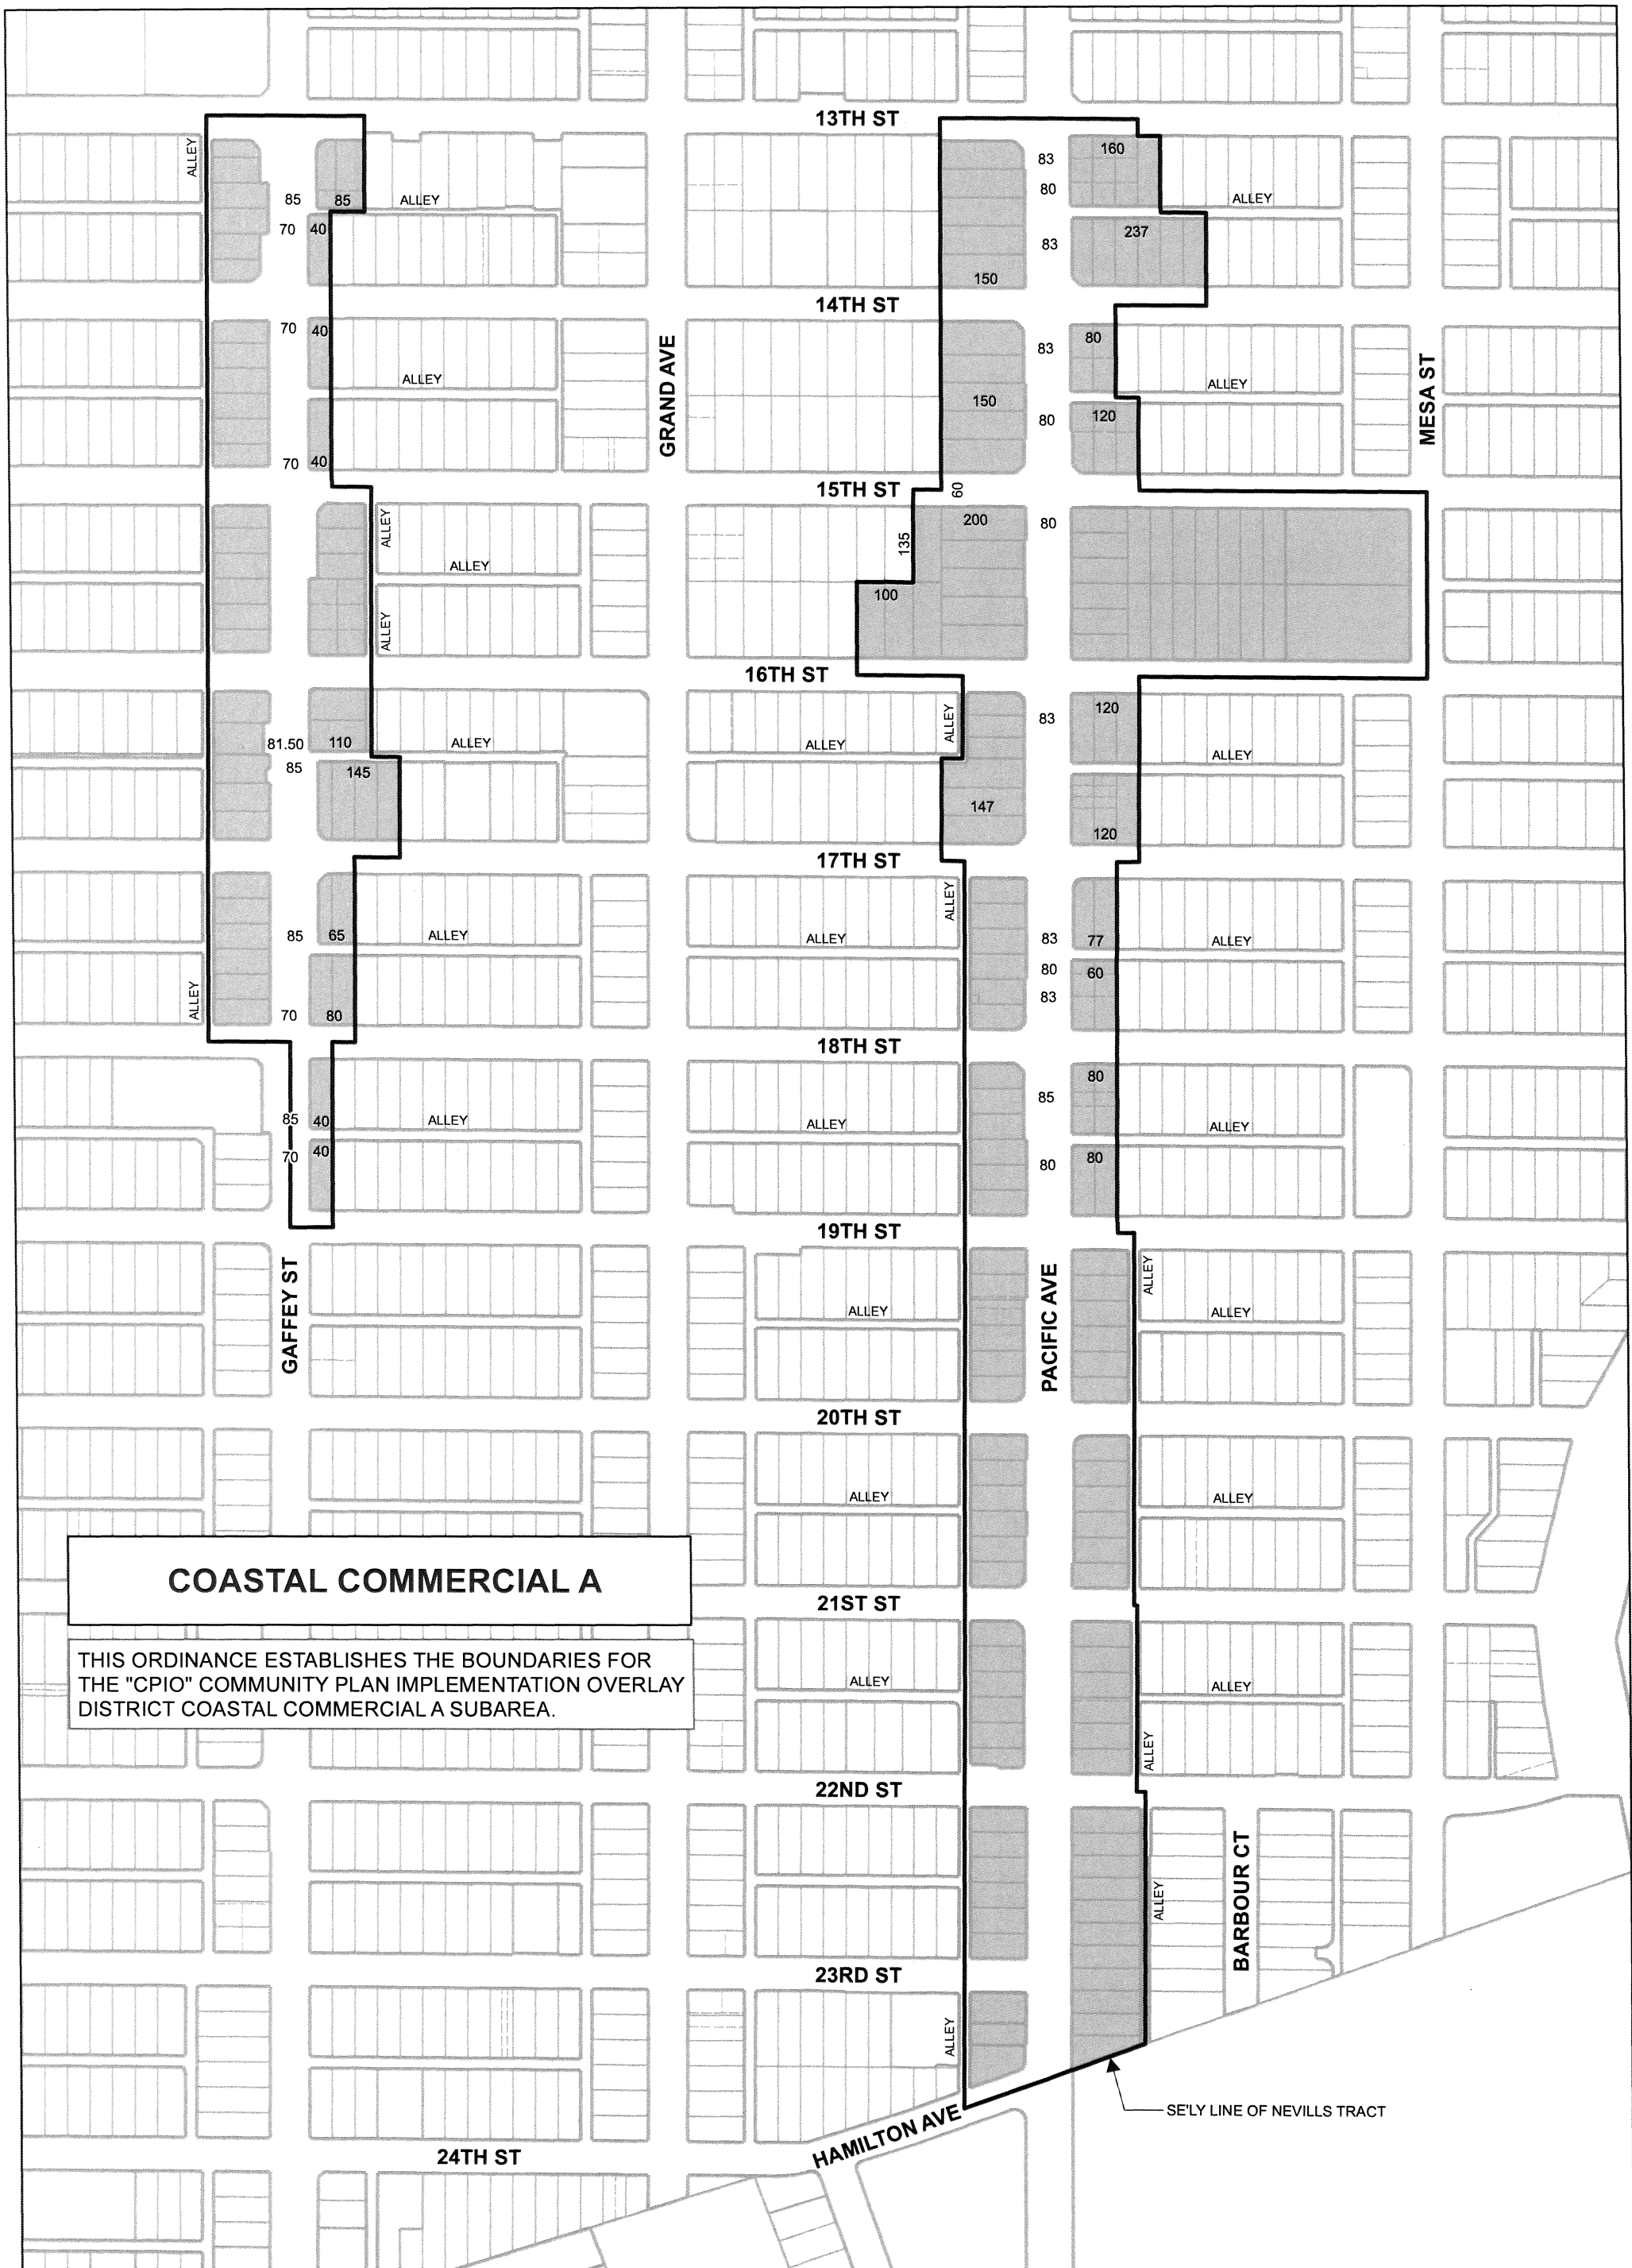 13TH ST
ALLEY
83
160
80
85
85
ALLEY
ALLEY
70
40
83
237
150
14TH ST
70
40
83
80
GRAND AVE
MESA ST
ALLEY
ALLEY
150
80
120
70
40
15TH ST
60
200
80
ALLEY
135
ALLEY
100
ALLEY
16TH ST
120
83
ALLEY
81.50
110
ALLEY
ALLEY
ALLEY
85
145
147
120
17TH ST
ALLEY
85
65
ALLEY
ALLEY
83
77
ALLEY
80
60
83
ALLEY
70
80
18TH ST
80
85
85
40
ALLEY
ALLEY
ALLEY
70
40
80
80
19TH ST
ALLEY
GAFFEY ST
PACIFIC AVE
ALLEY
ALLEY
20TH ST
ALLEY
ALLEY
COASTAL COMMERCIAL A
21ST ST
THIS ORDINANCE ESTABLISHES THE BOUNDARIES FOR
THE "CPIO" COMMUNITY PLAN IMPLEMENTATION OVERLAY
DISTRICT COASTAL COMMERCIAL A SUBAREA.
ALLEY
ALLEY
ALLEY
22ND ST
BARBOUR CT
ALLEY
23RD ST
ALLEY
SE'LY LINE OF NEVILLS TRACT
HAMILTON AVE
24TH ST